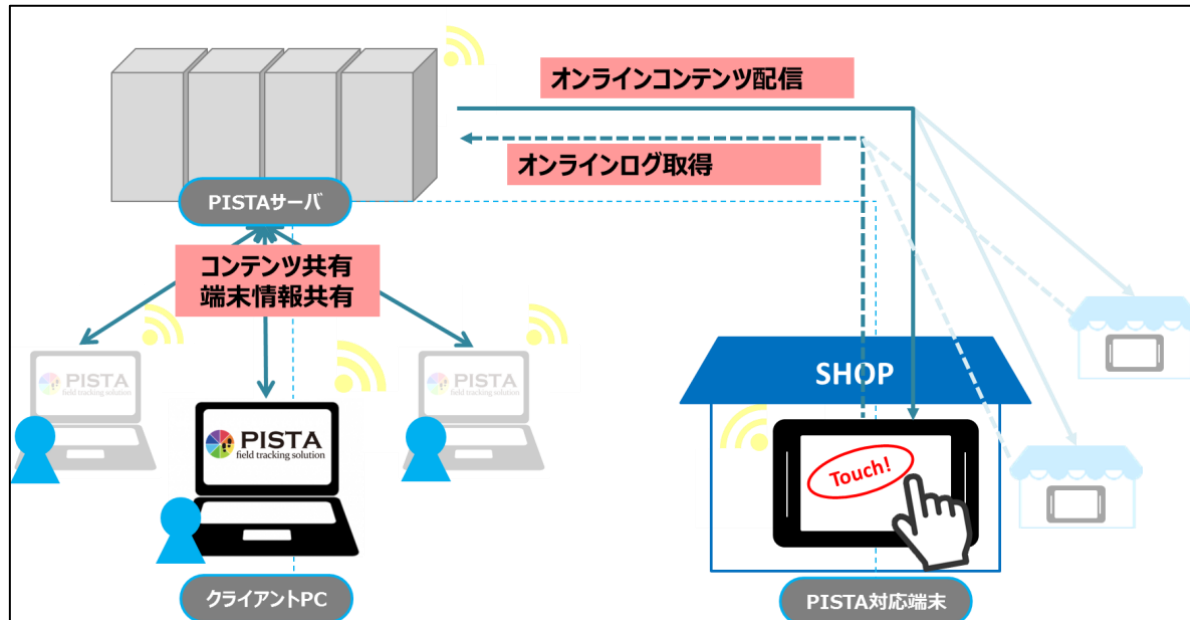 オンラインコンテンツ配信
オンラインログ取得
PISTAサーバ
コンテンツ共有
端末情報共有
PISTA
PISTA
field tracking solution
PISTA
field tracking solution
SHOP
Touch!
クライアントPC
PISTA対応端末